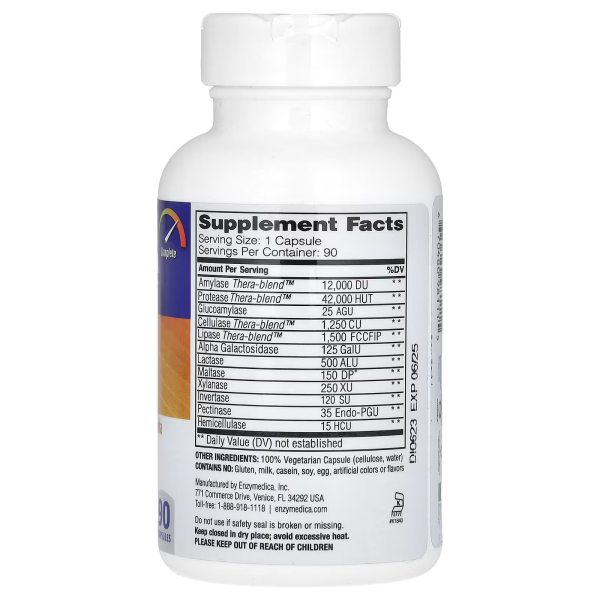 Complete
Supplement Facts
Serving Size: 1 Capsule
Servings Per Container: 90
Amount Per Serving %DV
Amylase Thera-blend™ 12,000 DU **
Protease Thera-blend™ 42,000 HUT **
Glucoamylase 25 AGU **
Cellulase Thera-blend™ 1,250 CU **
Lipase Thera-blend™ 1,500 FCCFIP **
Alpha Galactosidase 125 GalU **
Lactase 500 ALU **
Maltase 150 DP° **
Xylanase 250 XU **
Invertase 120 SU **
Pectinase 35 Endo-PGU **
Hemicellulase 15 HCU **
** Daily Value (DV) not established
OTHER INGREDIENTS: 100% Vegetarian Capsule (cellulose, water)
CONTAINS NO: Gluten, milk, casein, soy, egg, artificial colors or flavors
Manufactured by Enzymedica, Inc.
771 Commerce Drive, Venice, FL 34292 USA
Toll-free: 1-888-918-1118 | enzymedica.com
Do not use if safety seal is broken or missing.
Keep closed in dry place; avoid excessive heat.
PLEASE KEEP OUT OF REACH OF CHILDREN
90
DI0623 EXP 06/25